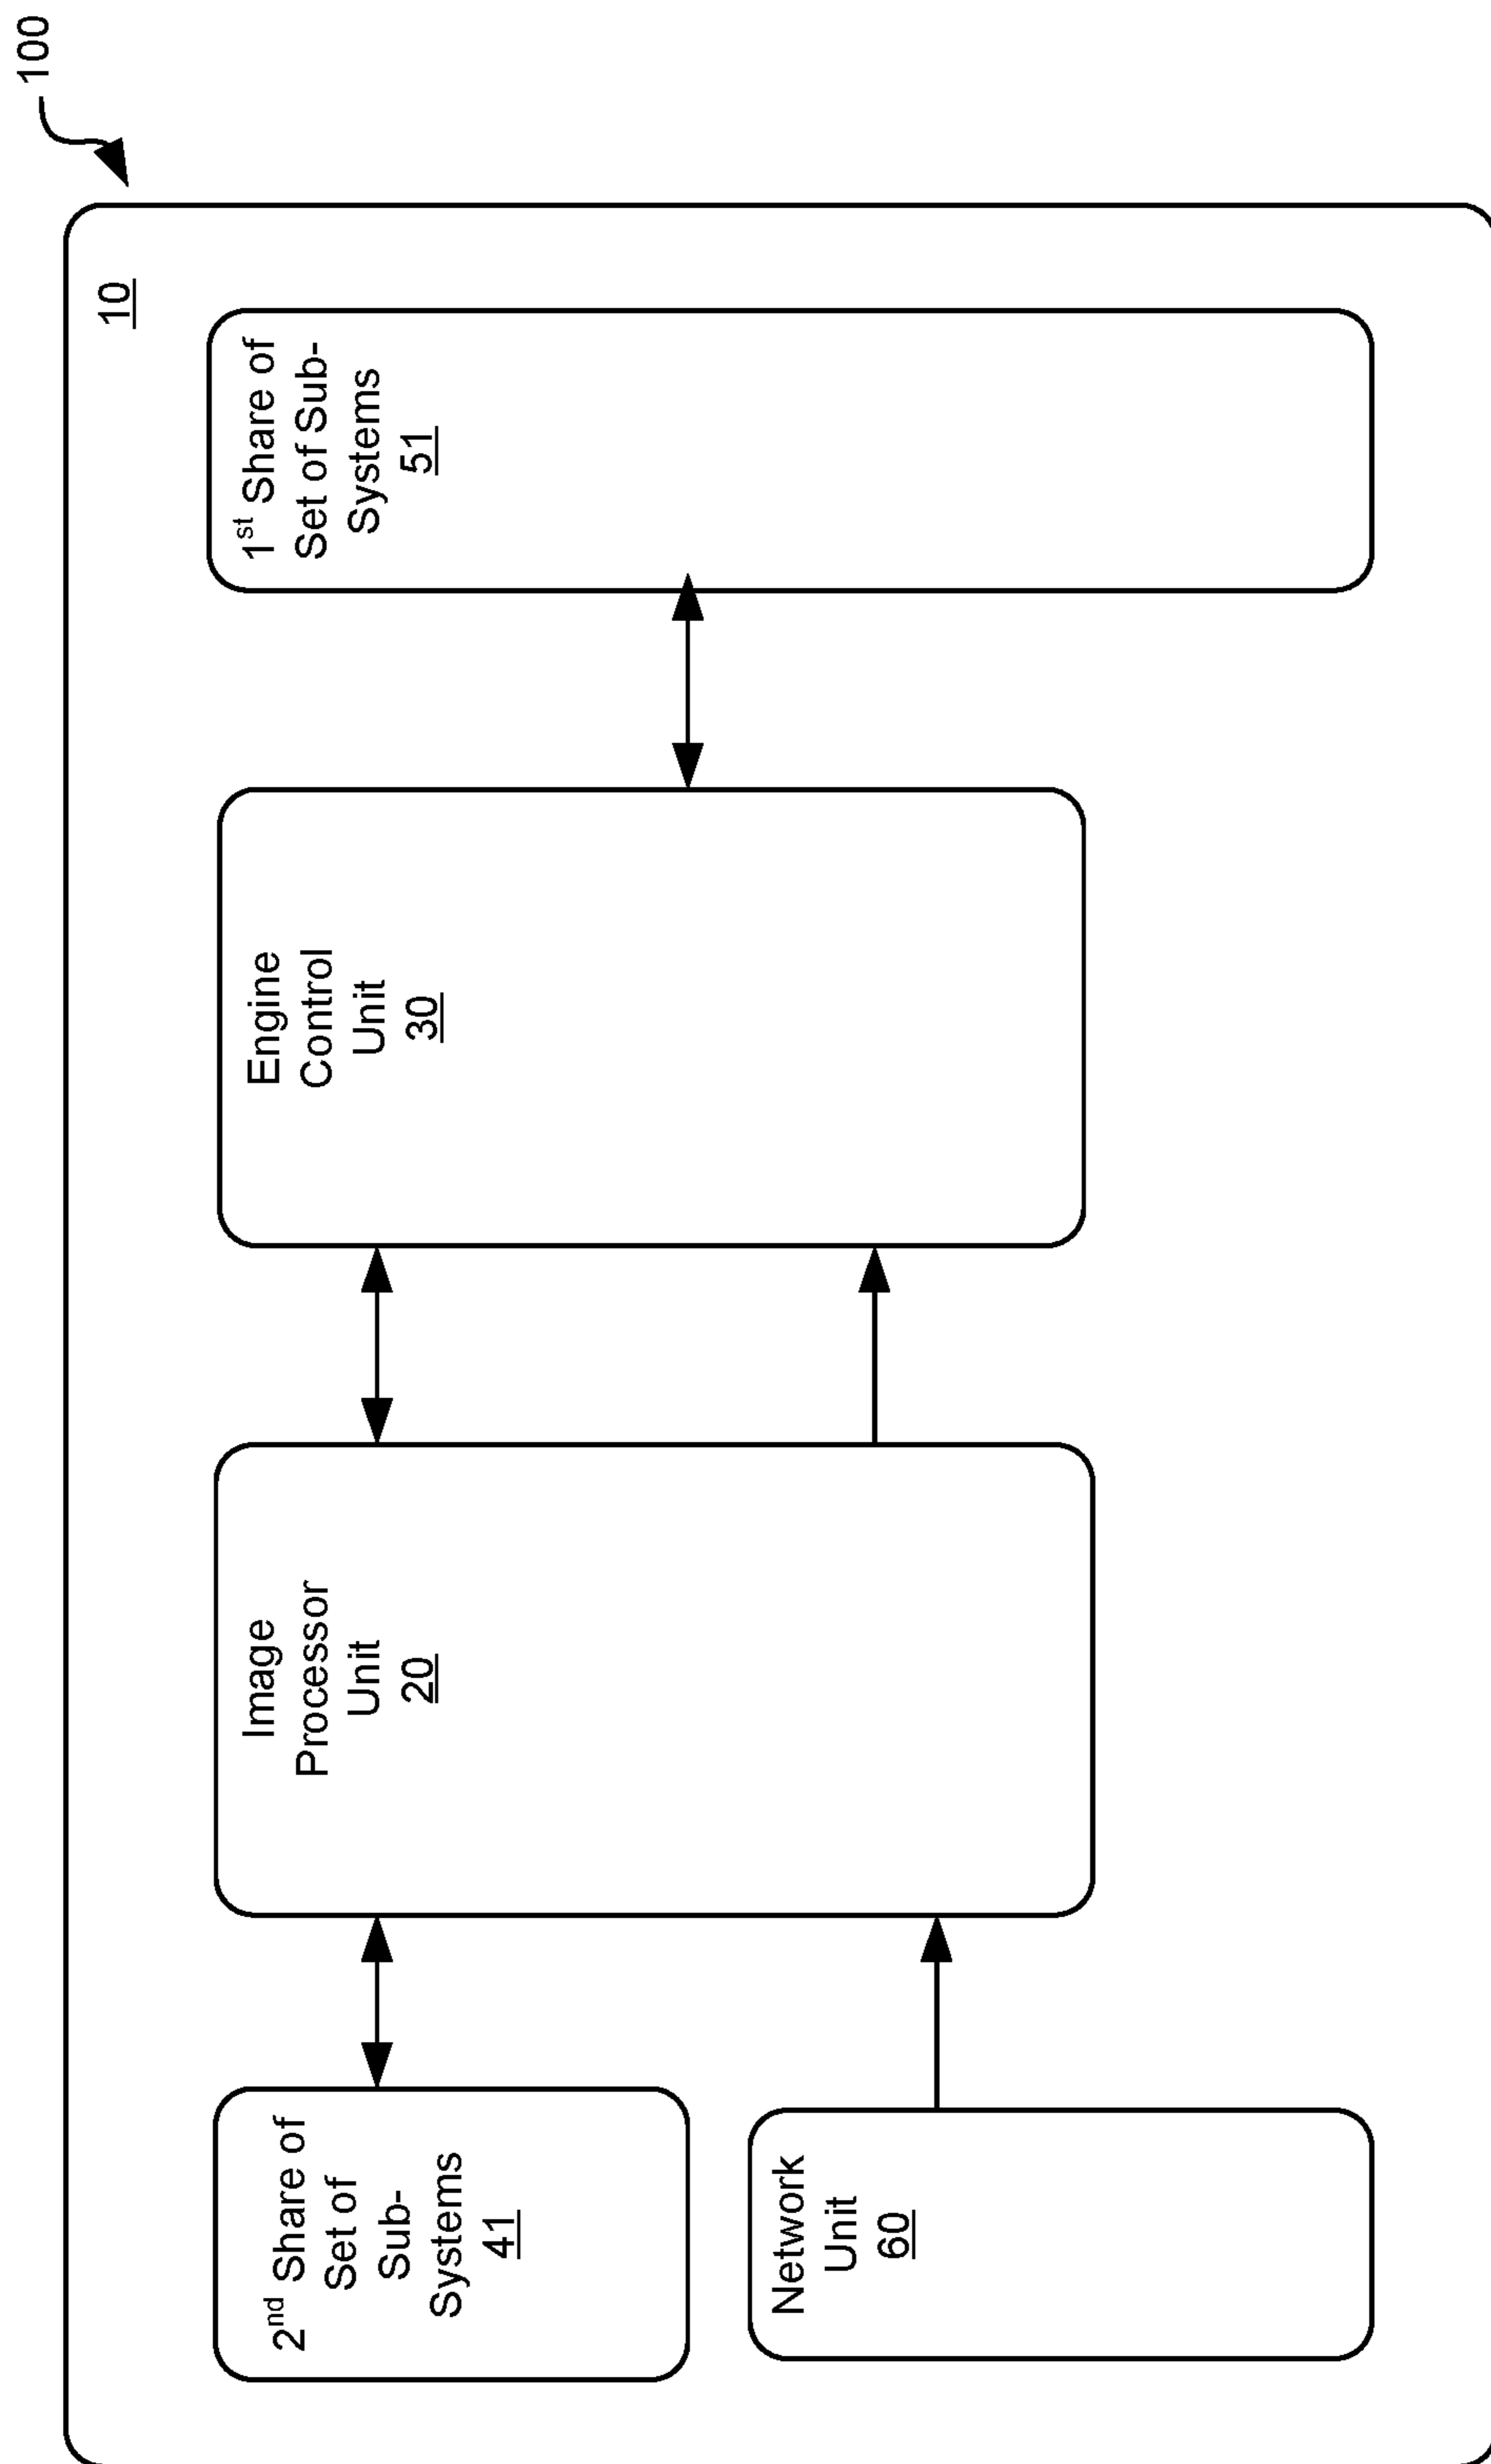 100
10
2nd Share of
Set of
Sub-
Systems
41
Network
Unit
60
Image
Processor
Unit
20
Engine
Control
Unit
30
1st Share of
Set of Sub-
Systems
51